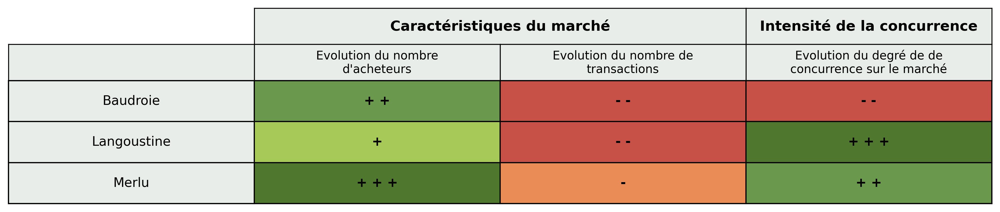 Caractéristiques du marché
Intensité de la concurrence
Evolution du nombre
d'acheteurs
Evolution du nombre de
transactions
Evolution du degré de de
concurrence sur le marché
Baudroie
+ +
- -
- -
Langoustine
+
- -
+ + +
Merlu
+ + +
-
+ +